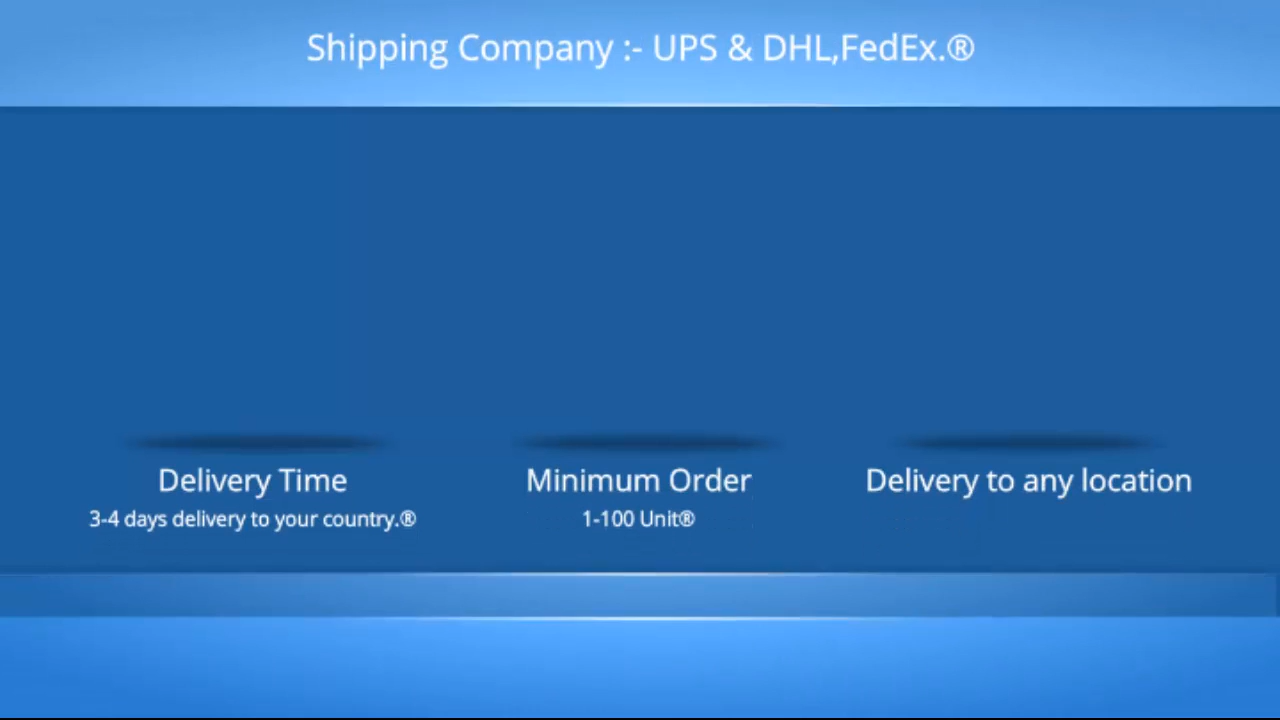 Shipping Company :- UPS & DHL,FedEx.®
Delivery Time
3-4 days delivery to your country.®
Minimum Order
1-100 Unit®
Delivery to any location